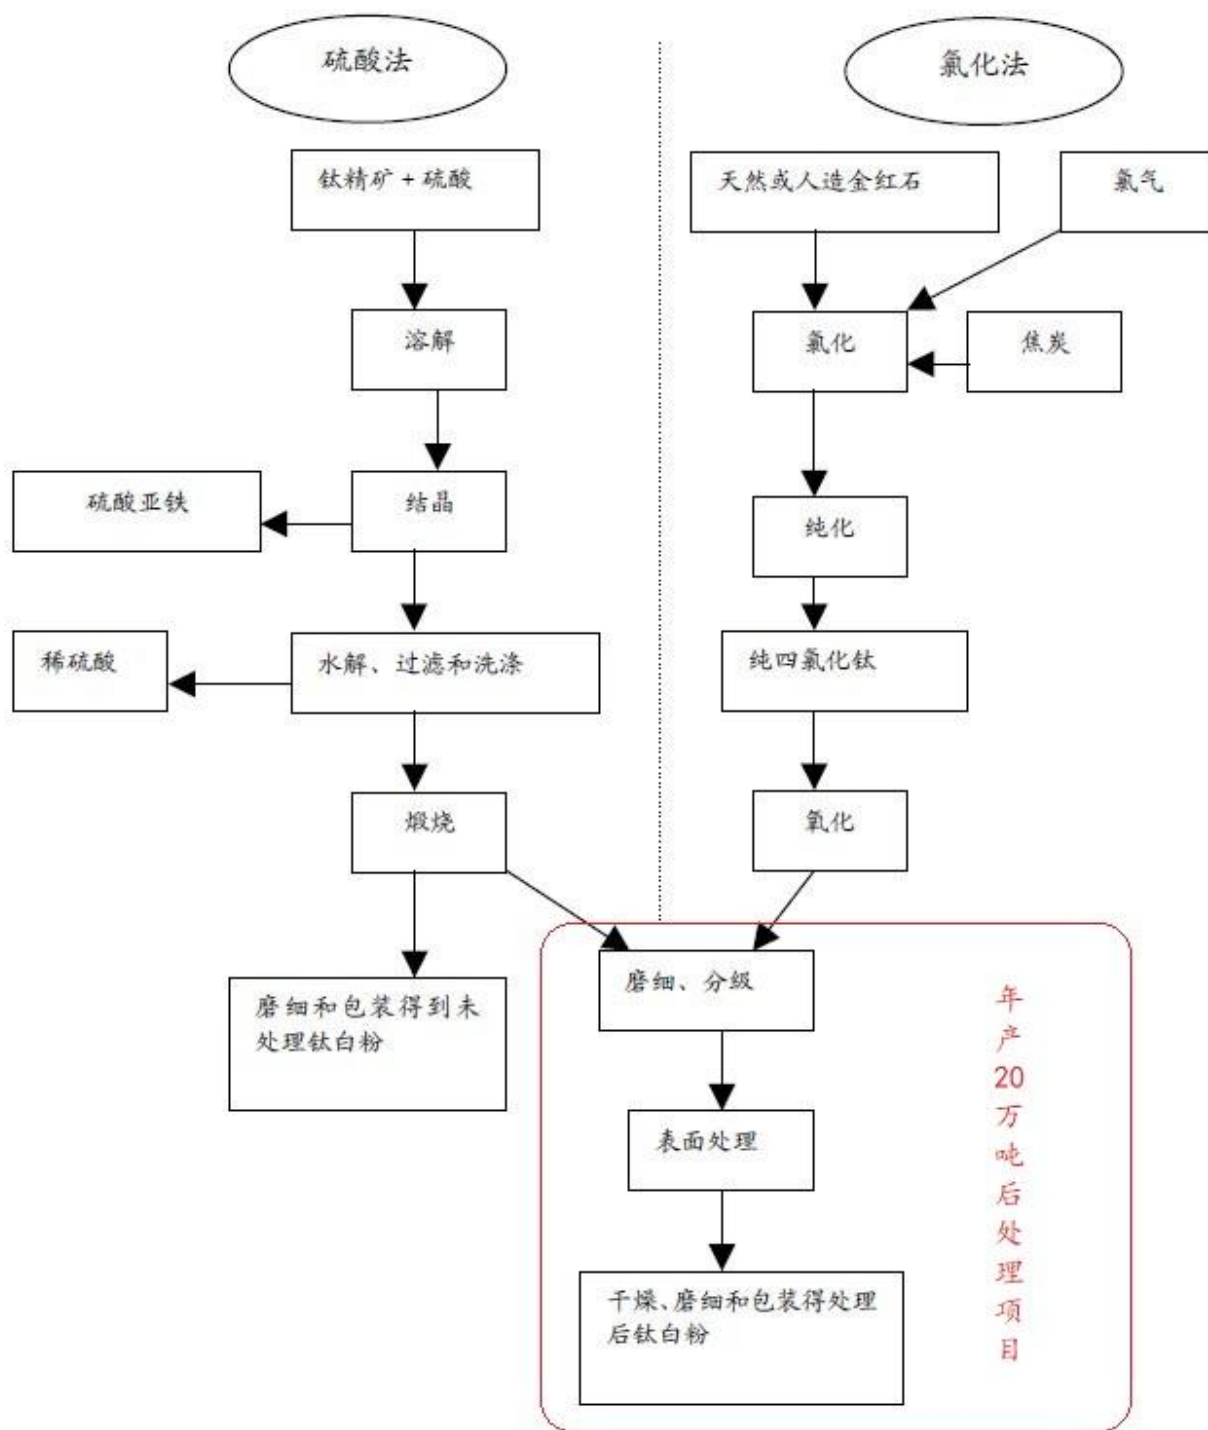 硫酸法
氯化法
钛精矿+硫酸
天然或人造金红石
氯气
溶解
氯化
焦炭
硫酸亚铁
结晶
纯化
稀硫酸
水解、过滤和洗涤
纯四氯化钛
煅烧
氧化
磨细和包装得到未
处理钛白粉
磨细、分级
表面处理
干燥、磨细和包装得处理
后钛白粉
年产20万吨后处理项目